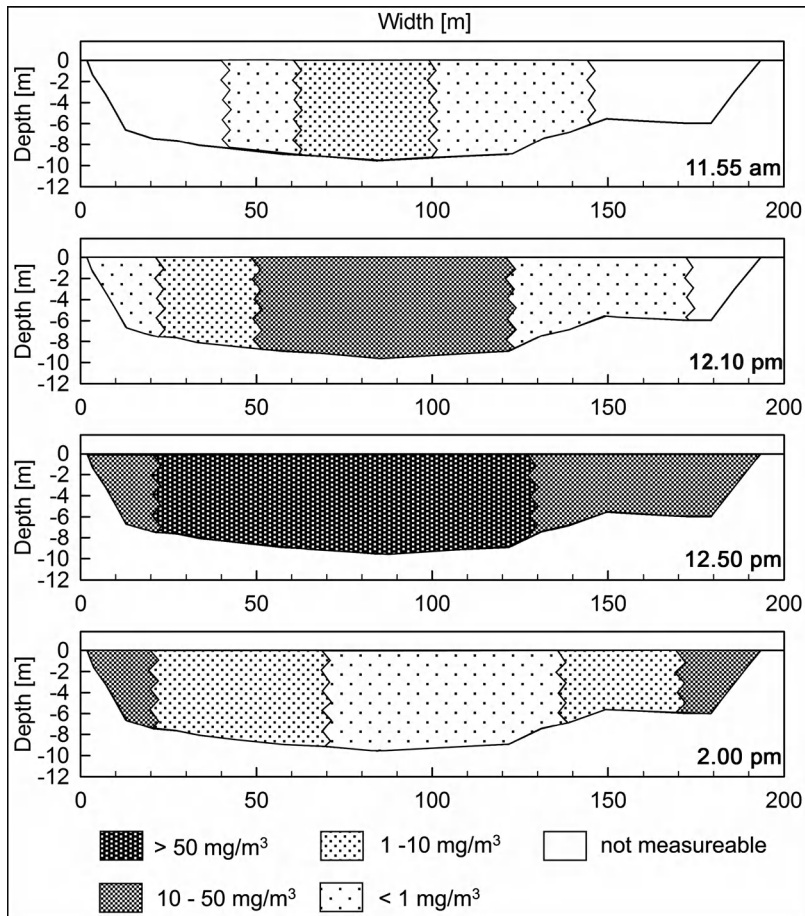 Width [m]
Depth [m]
0
-2
-4
-6
-8
-10
-12
11.55 am
0 50 100 150 200
Depth [m]
0
-2
-4
-6
-8
-10
-12
12.10 pm
0 50 100 150 200
Depth [m]
0
-2
-4
-6
-8
-10
-12
12.50 pm
0 50 100 150 200
Depth [m]
0
-2
-4
-6
-8
-10
-12
2.00 pm
0 50 100 150 200
> 50 mg/m³ 1 -10 mg/m³ not measureable
10 - 50 mg/m³ < 1 mg/m³